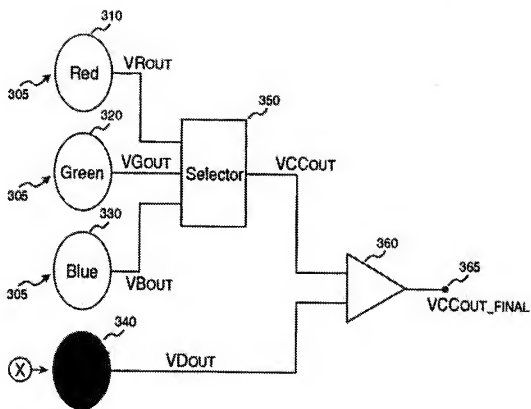 310
Red
VROUT
305
320
350
Green
VGOUT
Selector
VCCOUT
305
330
360
Blue
365
305
VBOUT
VCCOUT_FINAL
340
X
VDOUT